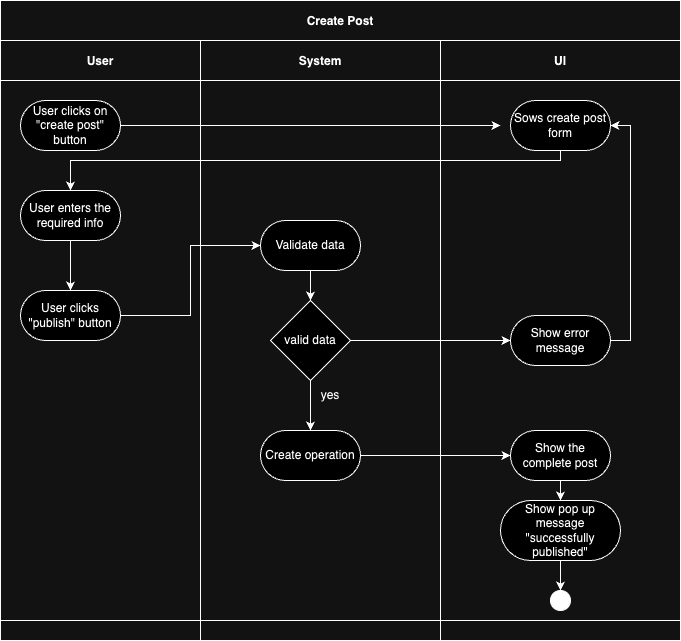 Create Post
User
System
UI
User clicks on
"create post"
button
Sows create post
form
User enters the
required info
Validate data
User clicks
"publish" button
valid data
Show error
message
yes
Create operation
Show the
complete post
Show pop up
message
"successfully
published"